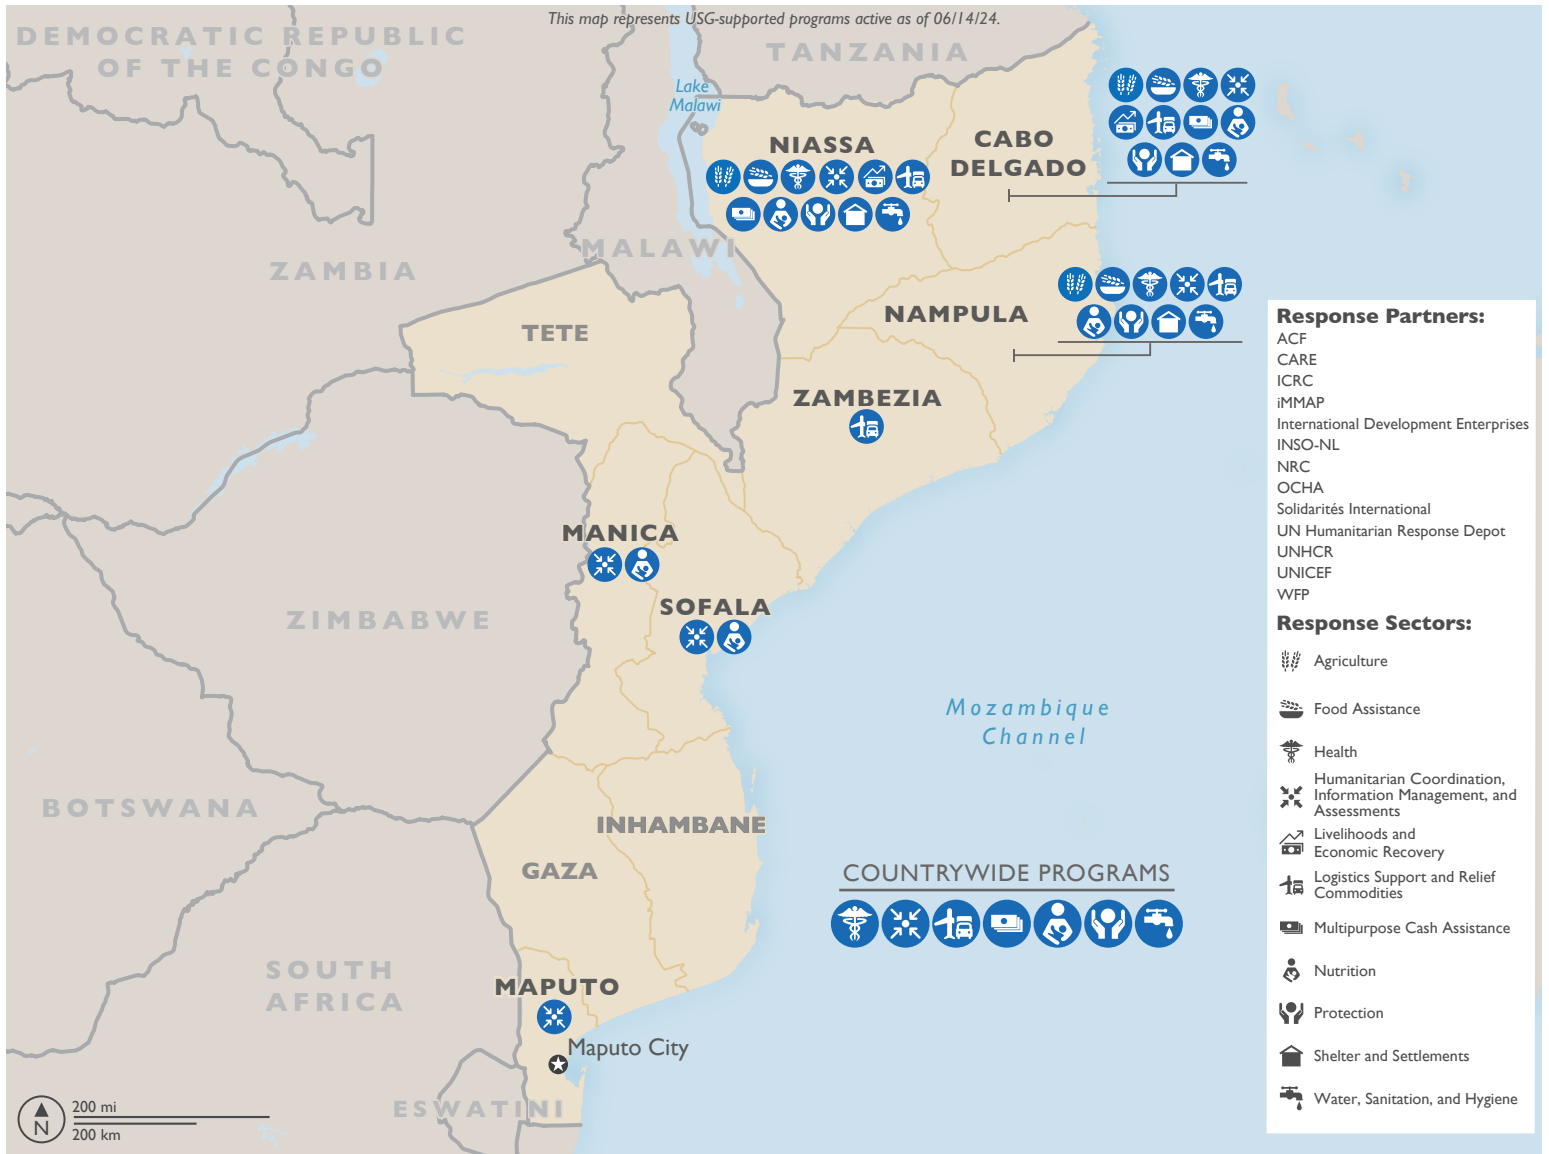 This map represents USG-supported programs active as of 06/14/24.
DEMOCRATIC REPUBLIC
OF THE CONGO
TANZANIA
Lake
Malawi
NIASSA
CABO
DELGADO
MALAWI
ZAMBIA
NAMPULA
TETE
ZAMBEZIA
MANICA
SOFALA
ZIMBABWE
Mozambique
Channel
BOTSWANA
INHAMBANE
GAZA
COUNTRYWIDE PROGRAMS
SOUTH
AFRICA
MAPUTO
Maputo City
ESWATINI
200 mi
200 km
N
Response Partners:
ACF
CARE
ICRC
iMMAP
International Development Enterprises
INSO-NL
NRC
OCHA
Solidarités International
UN Humanitarian Response Depot
UNHCR
UNICEF
WFP
Response Sectors:
Agriculture
Food Assistance
Health
Humanitarian Coordination,
Information Management, and
Assessments
Livelihoods and
Economic Recovery
Logistics Support and Relief
Commodities
Multipurpose Cash Assistance
Nutrition
Protection
Shelter and Settlements
Water, Sanitation, and Hygiene